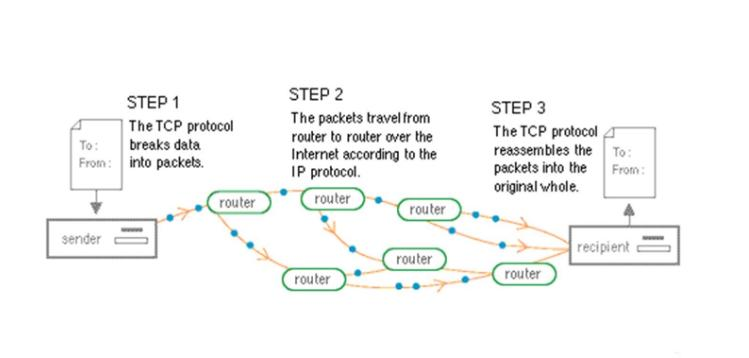 STEP 1
The TCP protocol
breaks data
into packets.
STEP 2
The packets travel from
router to router over the
Internet according to the
IP protocol.
STEP 3
The TCP protocol
reassembles the
packets into the
original whole.
To:
From:
To:
From:
sender
router
router
router
router
router
router
recipient